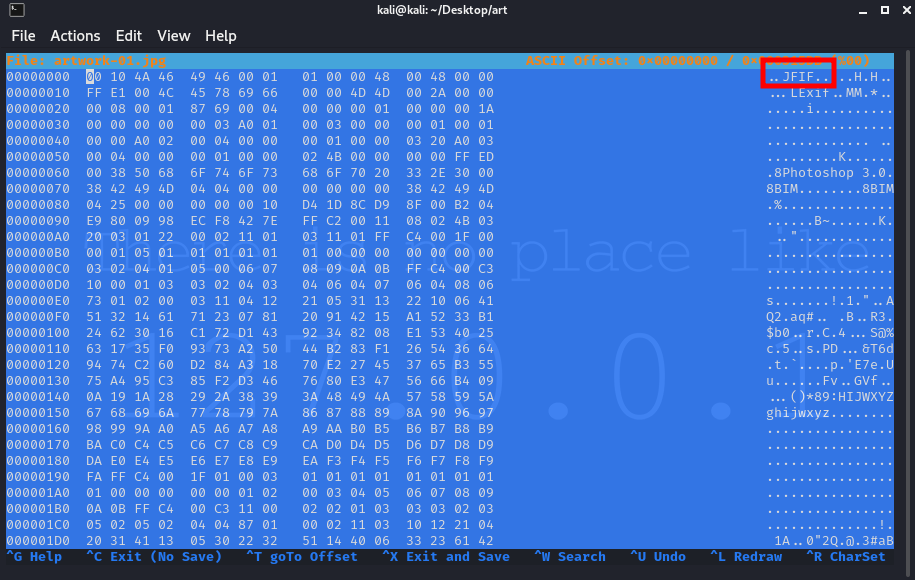 kali@kali: ~/Desktop/art
File Actions Edit View Help
File: artwork-01.jpg ASCII Offset: 0x00000000 / (%00)
00000000 00 10 4A 46 49 46 00 01 01 00 00 48 00 48 00 00 ..JFIF.....H.H..
00000010 FF E1 00 4C 45 78 69 66 00 00 4D 4D 00 2A 00 00 ...LExif..MM.*..
00000020 00 08 00 01 87 69 00 04 00 00 00 01 00 00 00 1A .....i..........
00000030 00 00 00 00 00 03 A0 01 00 03 00 00 00 01 00 01 ................
00000040 00 00 A0 02 00 04 00 00 00 01 00 00 03 20 A0 03 ............. ..
00000050 00 04 00 00 00 01 00 00 02 4B 00 00 00 00 FF ED .........K......
00000060 00 38 50 68 6F 74 6F 73 68 6F 70 20 33 2E 30 00 .8Photoshop 3.0.
00000070 38 42 49 4D 04 04 00 00 00 00 00 00 38 42 49 4D 8BIM........8BIM
00000080 04 25 00 00 00 00 00 10 D4 1D 8C D9 8F 00 B2 04 .%..............
00000090 E9 80 09 98 EC F8 42 7E FF C2 00 11 08 02 4B 03 ......B~......K.
000000A0 20 03 01 22 00 02 11 01 03 11 01 FF C4 00 1F 00  .."............
000000B0 00 01 05 01 01 01 01 01 01 00 00 00 00 00 00 00 ................
000000C0 03 02 04 01 05 00 06 07 08 09 0A 0B FF C4 00 C3 ................
000000D0 10 00 01 03 03 02 04 03 04 06 04 07 06 04 08 06 ................
000000E0 73 01 02 00 03 11 04 12 21 05 31 13 22 10 06 41 s.......!.1."..A
000000F0 51 32 14 61 71 23 07 81 20 91 42 15 A1 52 33 B1 Q2.aq#.. .B..R3.
00000100 24 62 30 16 C1 72 D1 43 92 34 82 08 E1 53 40 25 $b0..r.C.4...S@%
00000110 63 17 35 F0 93 73 A2 50 44 B2 83 F1 26 54 36 64 c.5..s.PD...&T6d
00000120 94 74 C2 60 D2 84 A3 18 70 E2 27 45 37 65 B3 55 .t.`....p.'E7e.U
00000130 75 A4 95 C3 85 F2 D3 46 76 80 E3 47 56 66 B4 09 u......Fv..GVf..
00000140 0A 19 1A 28 29 2A 38 39 3A 48 49 4A 57 58 59 5A ...()*89:HIJWXYZ
00000150 67 68 69 6A 77 78 79 7A 86 87 88 89 8A 90 96 97 ghijwxyz........
00000160 98 99 9A A0 A5 A6 A7 A8 A9 AA B0 B5 B6 B7 B8 B9 ................
00000170 BA C0 C4 C5 C6 C7 C8 C9 CA D0 D4 D5 D6 D7 D8 D9 ................
00000180 DA E0 E4 E5 E6 E7 E8 E9 EA F3 F4 F5 F6 F7 F8 F9 ................
00000190 FA FF C4 00 1F 01 00 03 01 01 01 01 01 01 01 01 ................
000001A0 01 00 00 00 00 00 01 02 00 03 04 05 06 07 08 09 ................
000001B0 0A 0B FF C4 00 C3 11 00 02 02 01 03 03 03 02 03 ................
000001C0 05 02 05 02 04 04 87 01 00 02 11 03 10 12 21 04 ..............!.
000001D0 20 31 41 13 05 30 22 32 51 14 40 06 33 23 61 42  1A..0"2Q.@.3#aB
There is no place like
127.0.0.1
^G Help ^C Exit (No Save) ^T goTo Offset ^X Exit and Save ^W Search ^U Undo ^L Redraw ^R CharSet